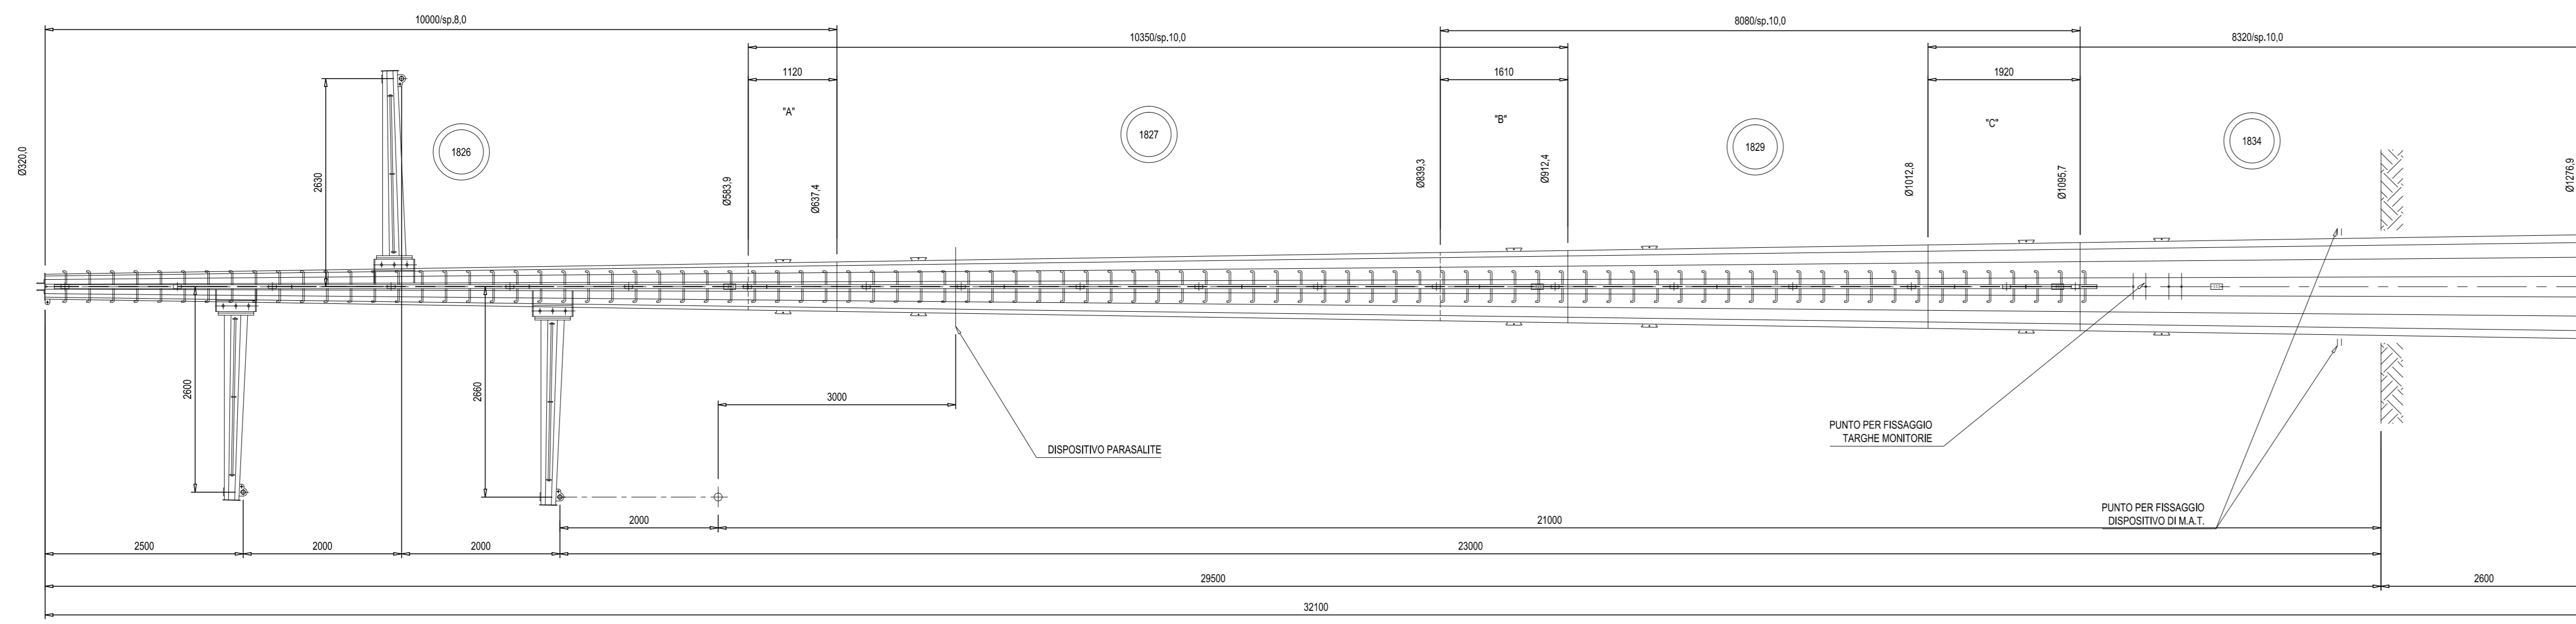 10000/sp.8,0
8080/sp.10,0
10350/sp.10,0
8320/sp.10,0
1120
1610
1920
"A"
"B"
"C"
2630
1826
1827
1829
1834
Ø320,0
Ø583,9
Ø637,4
Ø839,3
Ø912,4
Ø1012,8
Ø1095,7
Ø1276,9
2600
2660
3000
DISPOSITIVO PARASALITE
PUNTO PER FISSAGGIO
TARGHE MONITORIE
PUNTO PER FISSAGGIO
DISPOSITIVO DI M.A.T.
2000
21000
2500
2000
2000
23000
29500
2600
32100